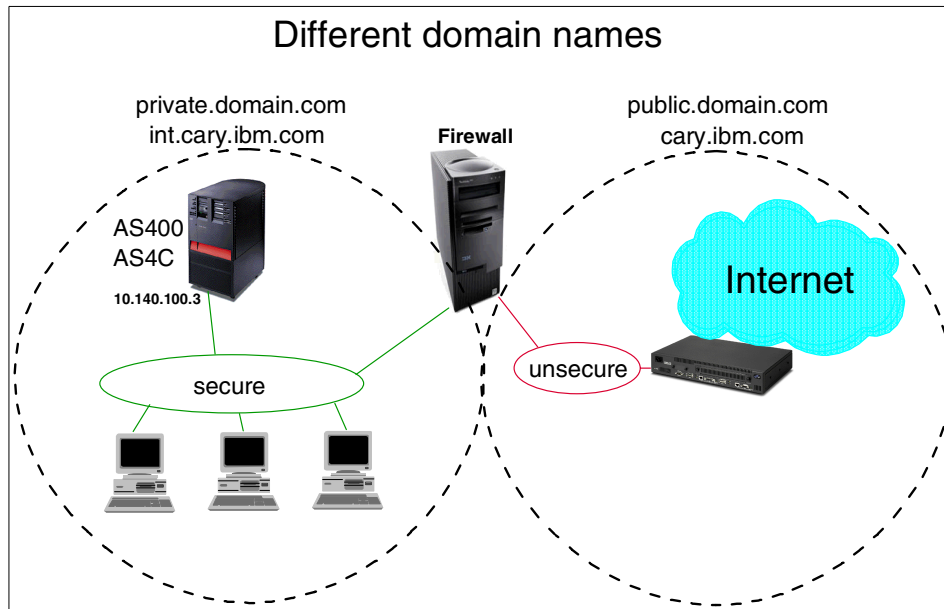 Different domain names
private.domain.com
int.cary.ibm.com
public.domain.com
cary.ibm.com
Firewall
AS400
AS4C
10.140.100.3
Internet
secure
unsecure